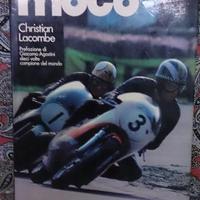 moto
Christian
Lacombe
Prefazione di
Giacomo Agostini
dieci volte
campione del mondo
1
3